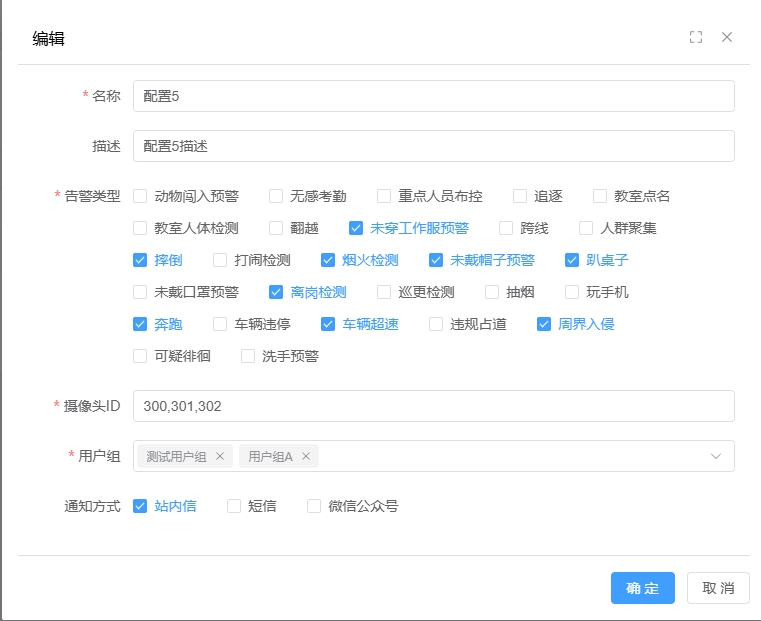 编辑
* 名称 配置5
描述 配置5描述
* 告警类型 动物闯入预警 无感考勤 重点人员布控 追逐 教室点名
教室人体检测 翻越 未穿工作服预警 跨线 人群聚集
摔倒 打闹检测 烟火检测 未戴帽子预警 趴桌子
未戴口罩预警 离岗检测 巡更检测 抽烟 玩手机
奔跑 车辆违停 车辆超速 违规占道 周界入侵
可疑徘徊 洗手预警
* 摄像头ID 300,301,302
* 用户组 测试用户组 用户组A
通知方式 站内信 短信 微信公众号
确定 取消